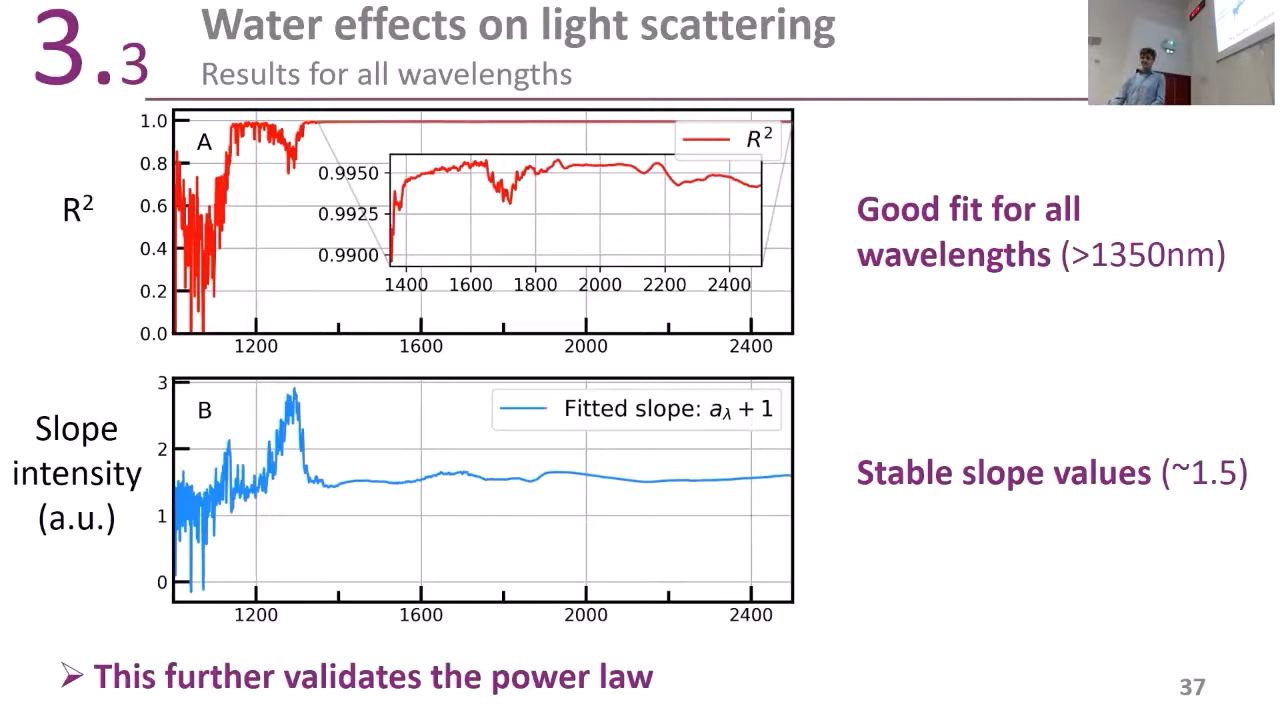 3.3
Water effects on light scattering
Results for all wavelengths
A
R²
1.0
0.8
0.6
0.4
0.2
0.0
R²
0.9950
0.9925
0.9900
1400 1600 1800 2000 2200 2400
1200 1600 2000 2400
Good fit for all
wavelengths (>1350nm)
B
Fitted slope: aλ + 1
Slope
intensity
(a.u.)
3
2
1
0
1200 1600 2000 2400
Stable slope values (~1.5)
➢ This further validates the power law
37